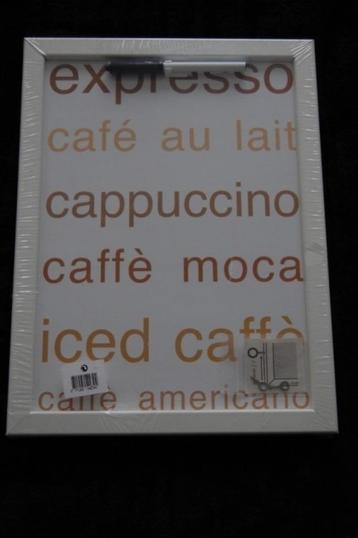 expresso
café au lait
cappuccino
caffè moca
iced caffè
caffè americano